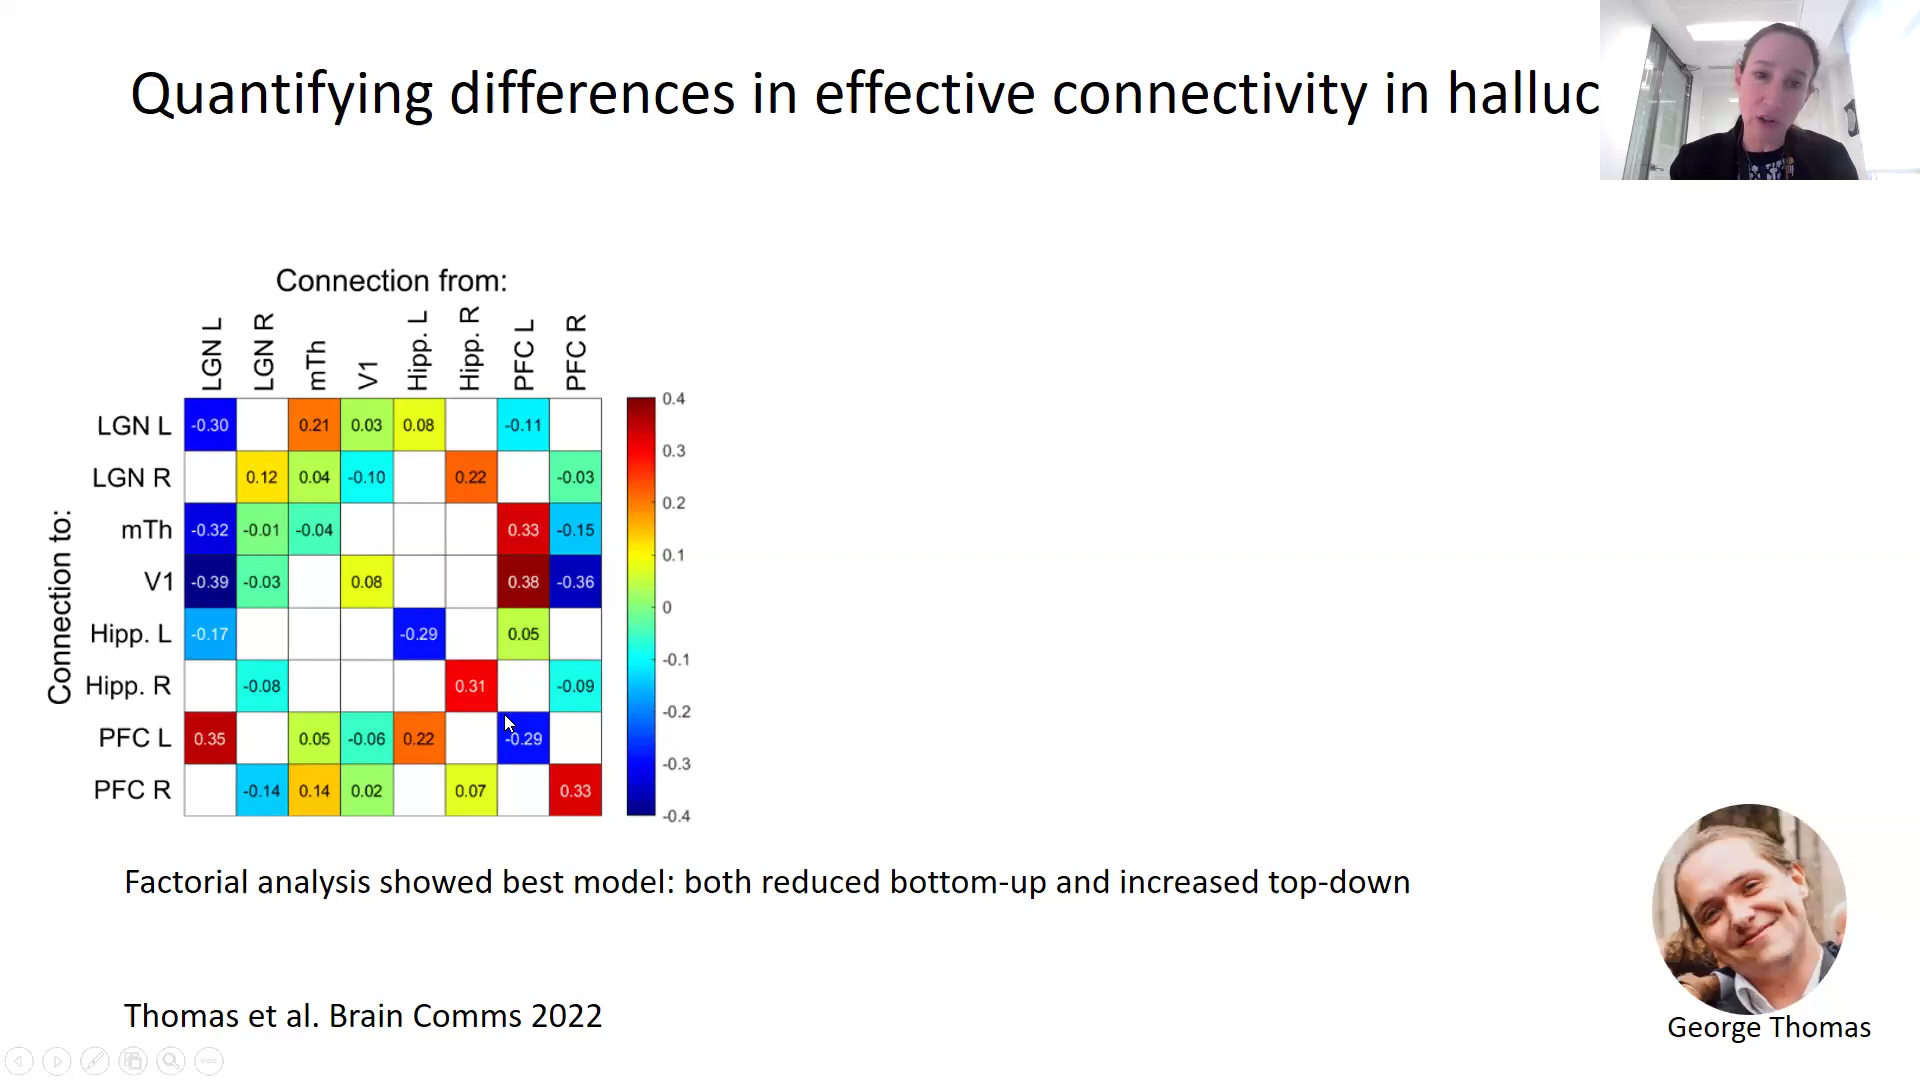 Quantifying differences in effective connectivity in halluc
Connection from:
LGN L LGN R mTh V1 Hipp. L Hipp. R PFC L PFC R
Connection to:
LGN L -0.30 0.21 0.03 0.08 -0.11
LGN R 0.12 0.04 -0.10 0.22 -0.03
mTh -0.32 -0.01 -0.04 0.33 -0.15
V1 -0.39 -0.03 0.08 0.38 -0.36
Hipp. L -0.17 -0.29 0.05
Hipp. R -0.08 0.31 -0.09
PFC L 0.35 0.05 -0.06 0.22 -0.29
PFC R -0.14 0.14 0.02 0.07 0.33
0.4
0.3
0.2
0.1
0
-0.1
-0.2
-0.3
-0.4
Factorial analysis showed best model: both reduced bottom-up and increased top-down
Thomas et al. Brain Comms 2022
George Thomas